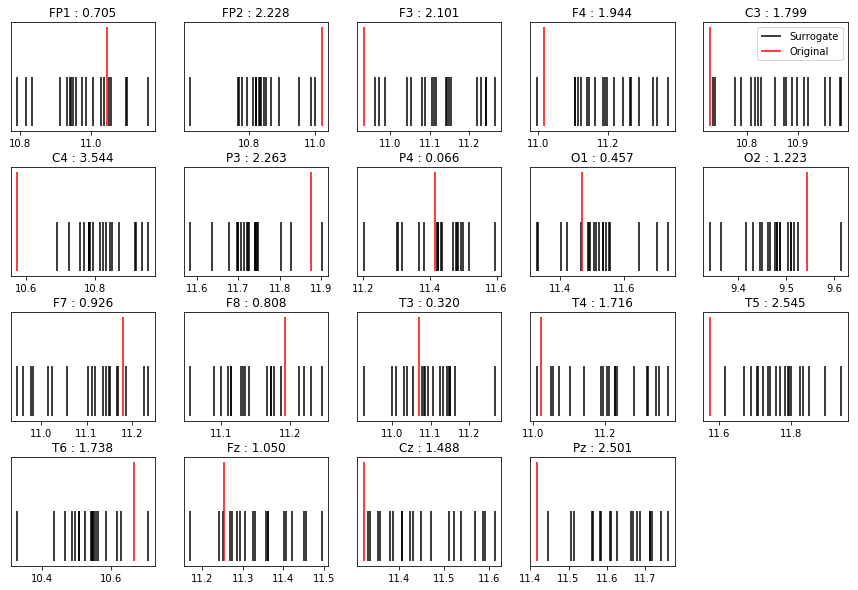 FP1 : 0.705
FP2 : 2.228
F3 : 2.101
F4 : 1.944
C3 : 1.799
Surrogate
Original
10.8 11.0
10.8 11.0
11.0 11.1 11.2
11.0 11.2
10.8 10.9
C4 : 3.544
P3 : 2.263
P4 : 0.066
O1 : 0.457
O2 : 1.223
10.6 10.8
11.6 11.7 11.8 11.9
11.2 11.3 11.4 11.5 11.6
11.4 11.6
9.4 9.5 9.6
F7 : 0.926
F8 : 0.808
T3 : 0.320
T4 : 1.716
T5 : 2.545
11.0 11.1 11.2
11.1 11.2
11.0 11.1 11.2
11.0 11.2
11.6 11.8
T6 : 1.738
Fz : 1.050
Cz : 1.488
Pz : 2.501
10.4 10.6
11.2 11.3 11.4 11.5
11.4 11.5 11.6
11.4 11.5 11.6 11.7